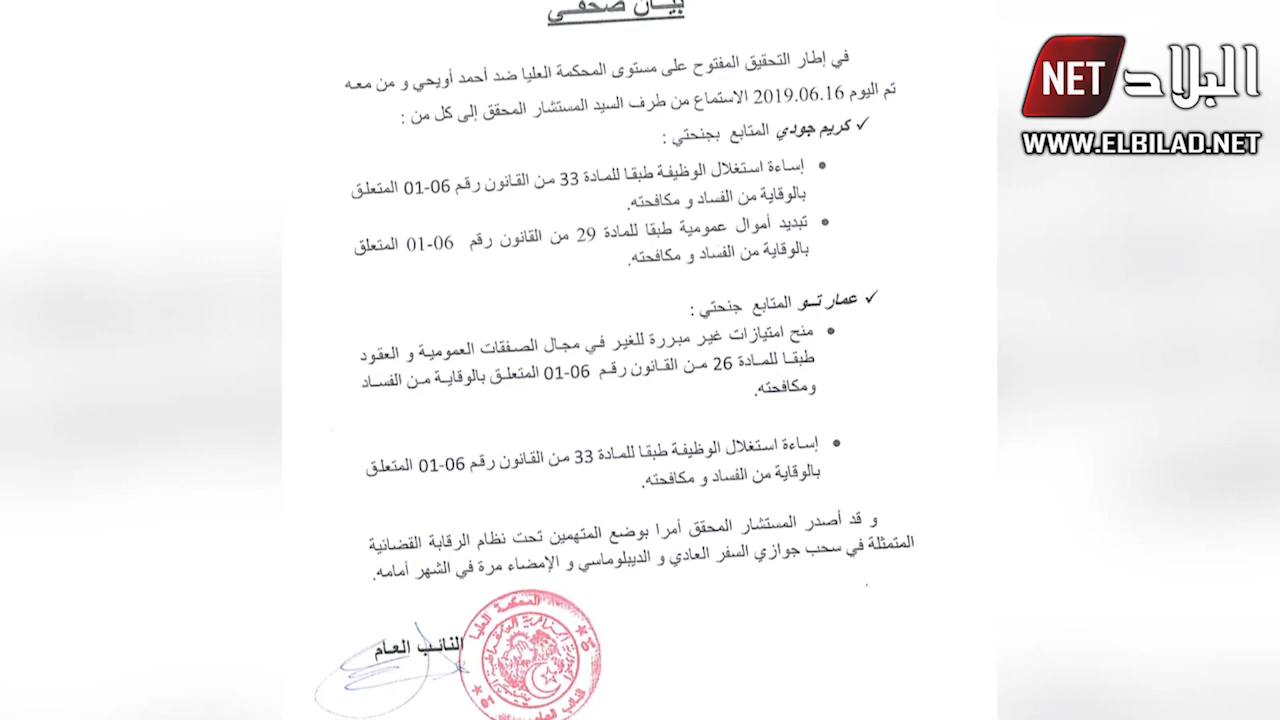 بيان صحفي
البلاد NET
WWW.ELBILAD.NET
في إطار التحقيق المفتوح على مستوى المحكمة العليا ضد أحمد أويحي و من معه
تم اليوم 2019.06.16 الاستماع من طرف السيد المستشار المحقق إلى كل من :
✓ كريم جودي المتابع بجنحتي :
• إساءة استغلال الوظيفة طبقا للمادة 33 من القانون رقم 06-01 المتعلق
بالوقاية من الفساد و مكافحته.
• تبديد أموال عمومية طبقا للمادة 29 من القانون رقم 06-01 المتعلق
بالوقاية من الفساد و مكافحته.
✓ عمار تو المتابع جنحتي :
• منح امتيازات غير مبررة للغير في مجال الصفقات العمومية و العقود
طبقا للمادة 26 من القانون رقم 06-01 المتعلق بالوقاية من الفساد
ومكافحته.
• إساءة استغلال الوظيفة طبقا للمادة 33 من القانون رقم 06-01 المتعلق
بالوقاية من الفساد و مكافحته.
و قد أصدر المستشار المحقق أمرا بوضع المتهمين تحت نظام الرقابة القضائية
المتمثلة في سحب جوازي السفر العادي و الديبلوماسي و الإمضاء مرة في الشهر أمامه.
النائب العام
المحكمة العليا
النائب العام